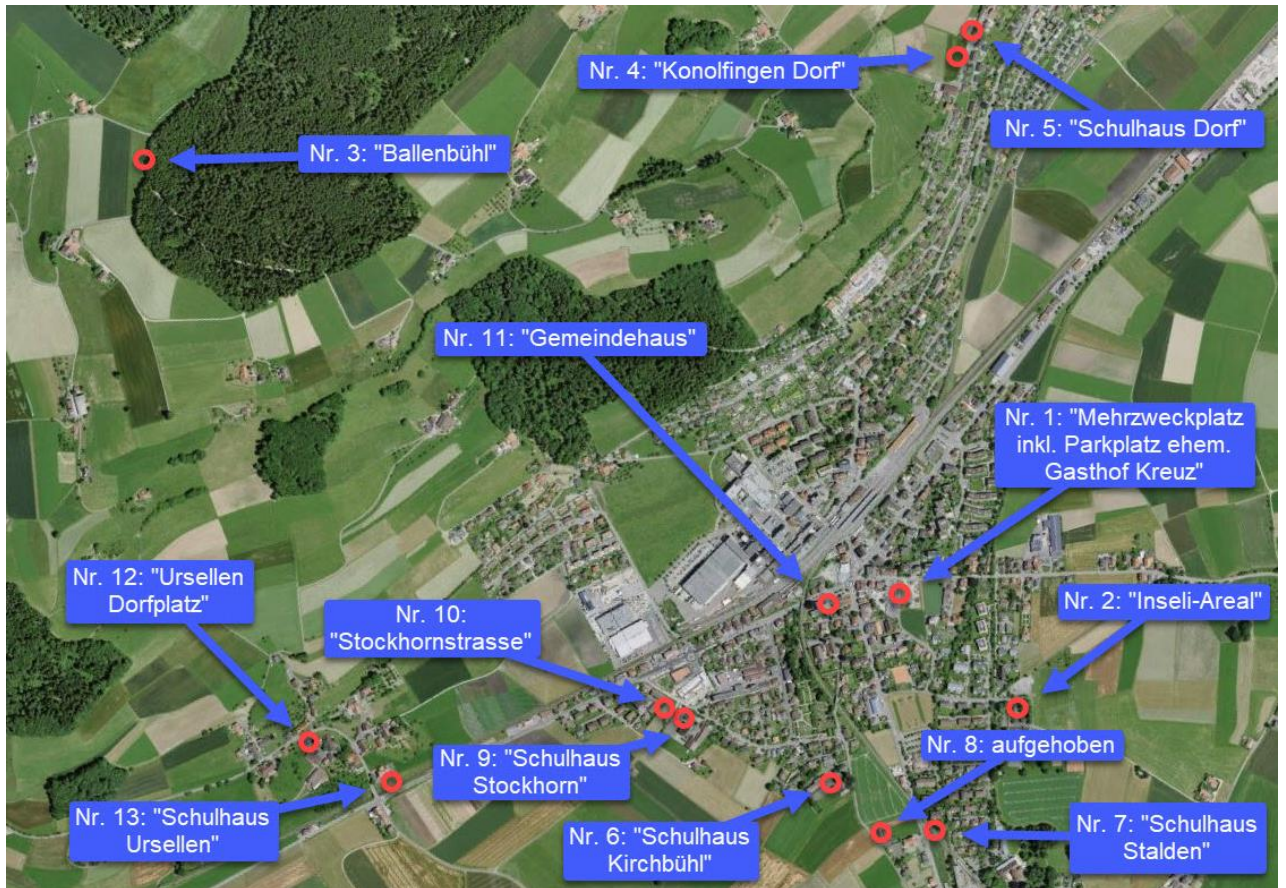 Nr. 4: "Konolfingen Dorf"
Nr. 5: "Schulhaus Dorf"
Nr. 3: "Ballenbühl"
Nr. 11: "Gemeindehaus"
Nr. 1: "Mehrzweckplatz
inkl. Parkplatz ehem.
Gasthof Kreuz"
Nr. 12: "Ursellen
Dorfplatz"
Nr. 10:
"Stockhornstrasse"
Nr. 2: "Inseli-Areal"
Nr. 8: aufgehoben
Nr. 9: "Schulhaus
Stockhorn"
Nr. 13: "Schulhaus
Ursellen"
Nr. 6: "Schulhaus
Kirchbühl"
Nr. 7: "Schulhaus
Stalden"